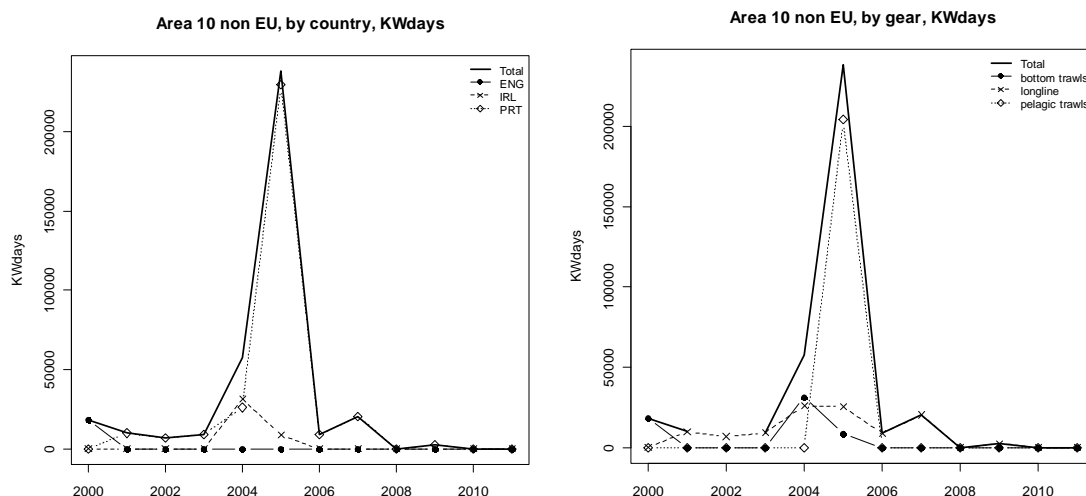 Area 10 non EU, by country, KWdays
Total
ENG
IRL
PRT
KWdays
200000
150000
100000
50000
0
2000 2002 2004 2006 2008 2010
Area 10 non EU, by gear, KWdays
Total
bottom trawls
longline
pelagic trawls
KWdays
200000
150000
100000
50000
0
2000 2002 2004 2006 2008 2010